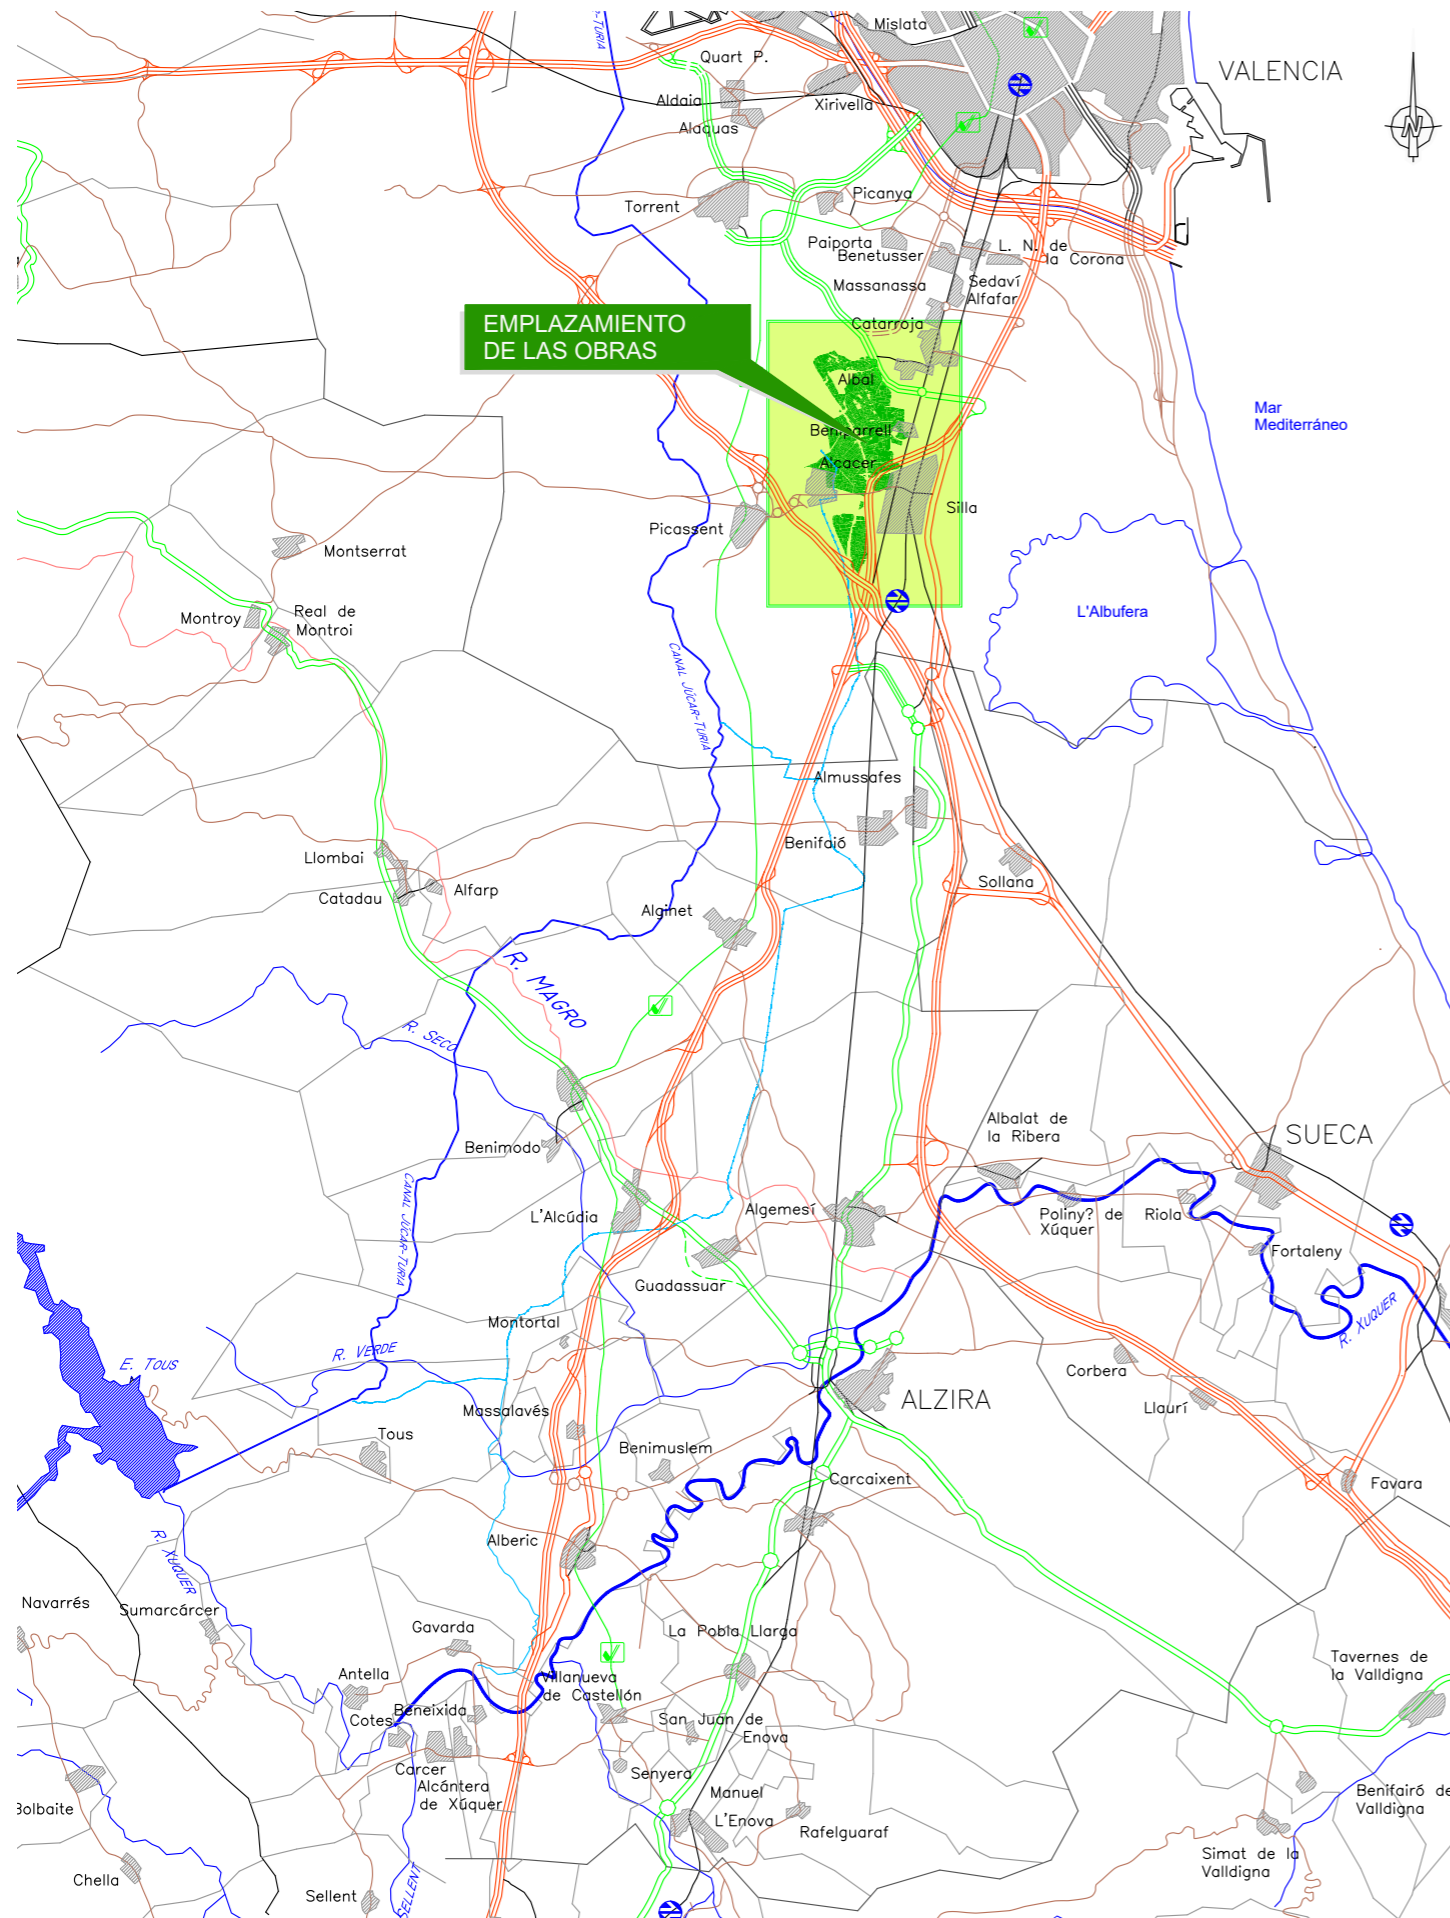 Mislata
VALENCIA
Quart P.
Aldaia
Xirivella
Alaquas
N
Torrent
Picanya
Paiporta
Benetusser
L. N. de
la Corona
Massanassa
Sedaví
Alfafar
EMPLAZAMIENTO
DE LAS OBRAS
Catarroja
Albal
Mar
Mediterráneo
Beniparrell
Alcacer
Silla
Picassent
Montserrat
Montroy
Real de
Montroi
L'Albufera
CANAL JÚCAR-TURIA
Almussafes
Benifaió
Llombai
Catadau
Alfarp
Sollana
Alginet
R. MAGRO
R. SECO
Benimodo
Albalat de
la Ribera
SUECA
CANAL JÚCAR-TURIA
L'Alcúdia
Algemesí
Poliny? de
Xúquer
Riola
Fortaleny
Guadassuar
Montortal
R. XUQUER
R. VERDE
E. TOUS
Corbera
ALZIRA
Massalavés
Llaurí
Tous
Benimuslem
Carcaixent
Favara
Alberic
R. XUQUER
Navarrés
Sumarcárcer
Gavarda
La Pobla Llarga
Tavernes de
la Valldigna
Antella
Villanueva
de Castellón
Beneixida
Cotes
San Juan de
Enova
Carcer
Alcántera
de Xúquer
Senyera
Manuel
L'Enova
Rafelguaraf
Benifairó de
Valldigna
Bolbaite
Simat de la
Valldigna
Chella
Sellent
SELLENT